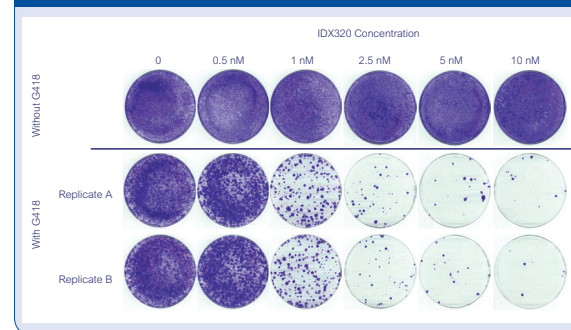 IDX320 Concentration
0 0.5 nM 1 nM 2.5 nM 5 nM 10 nM
Without G418
With G418
Replicate A
Replicate B